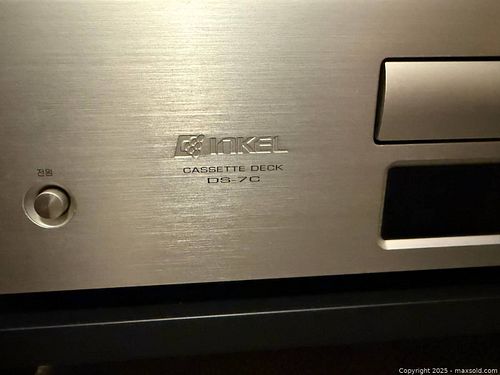 INKEL
CASSETTE DECK
DS-7C
전원
Copyright © 2025 - maxsold.com